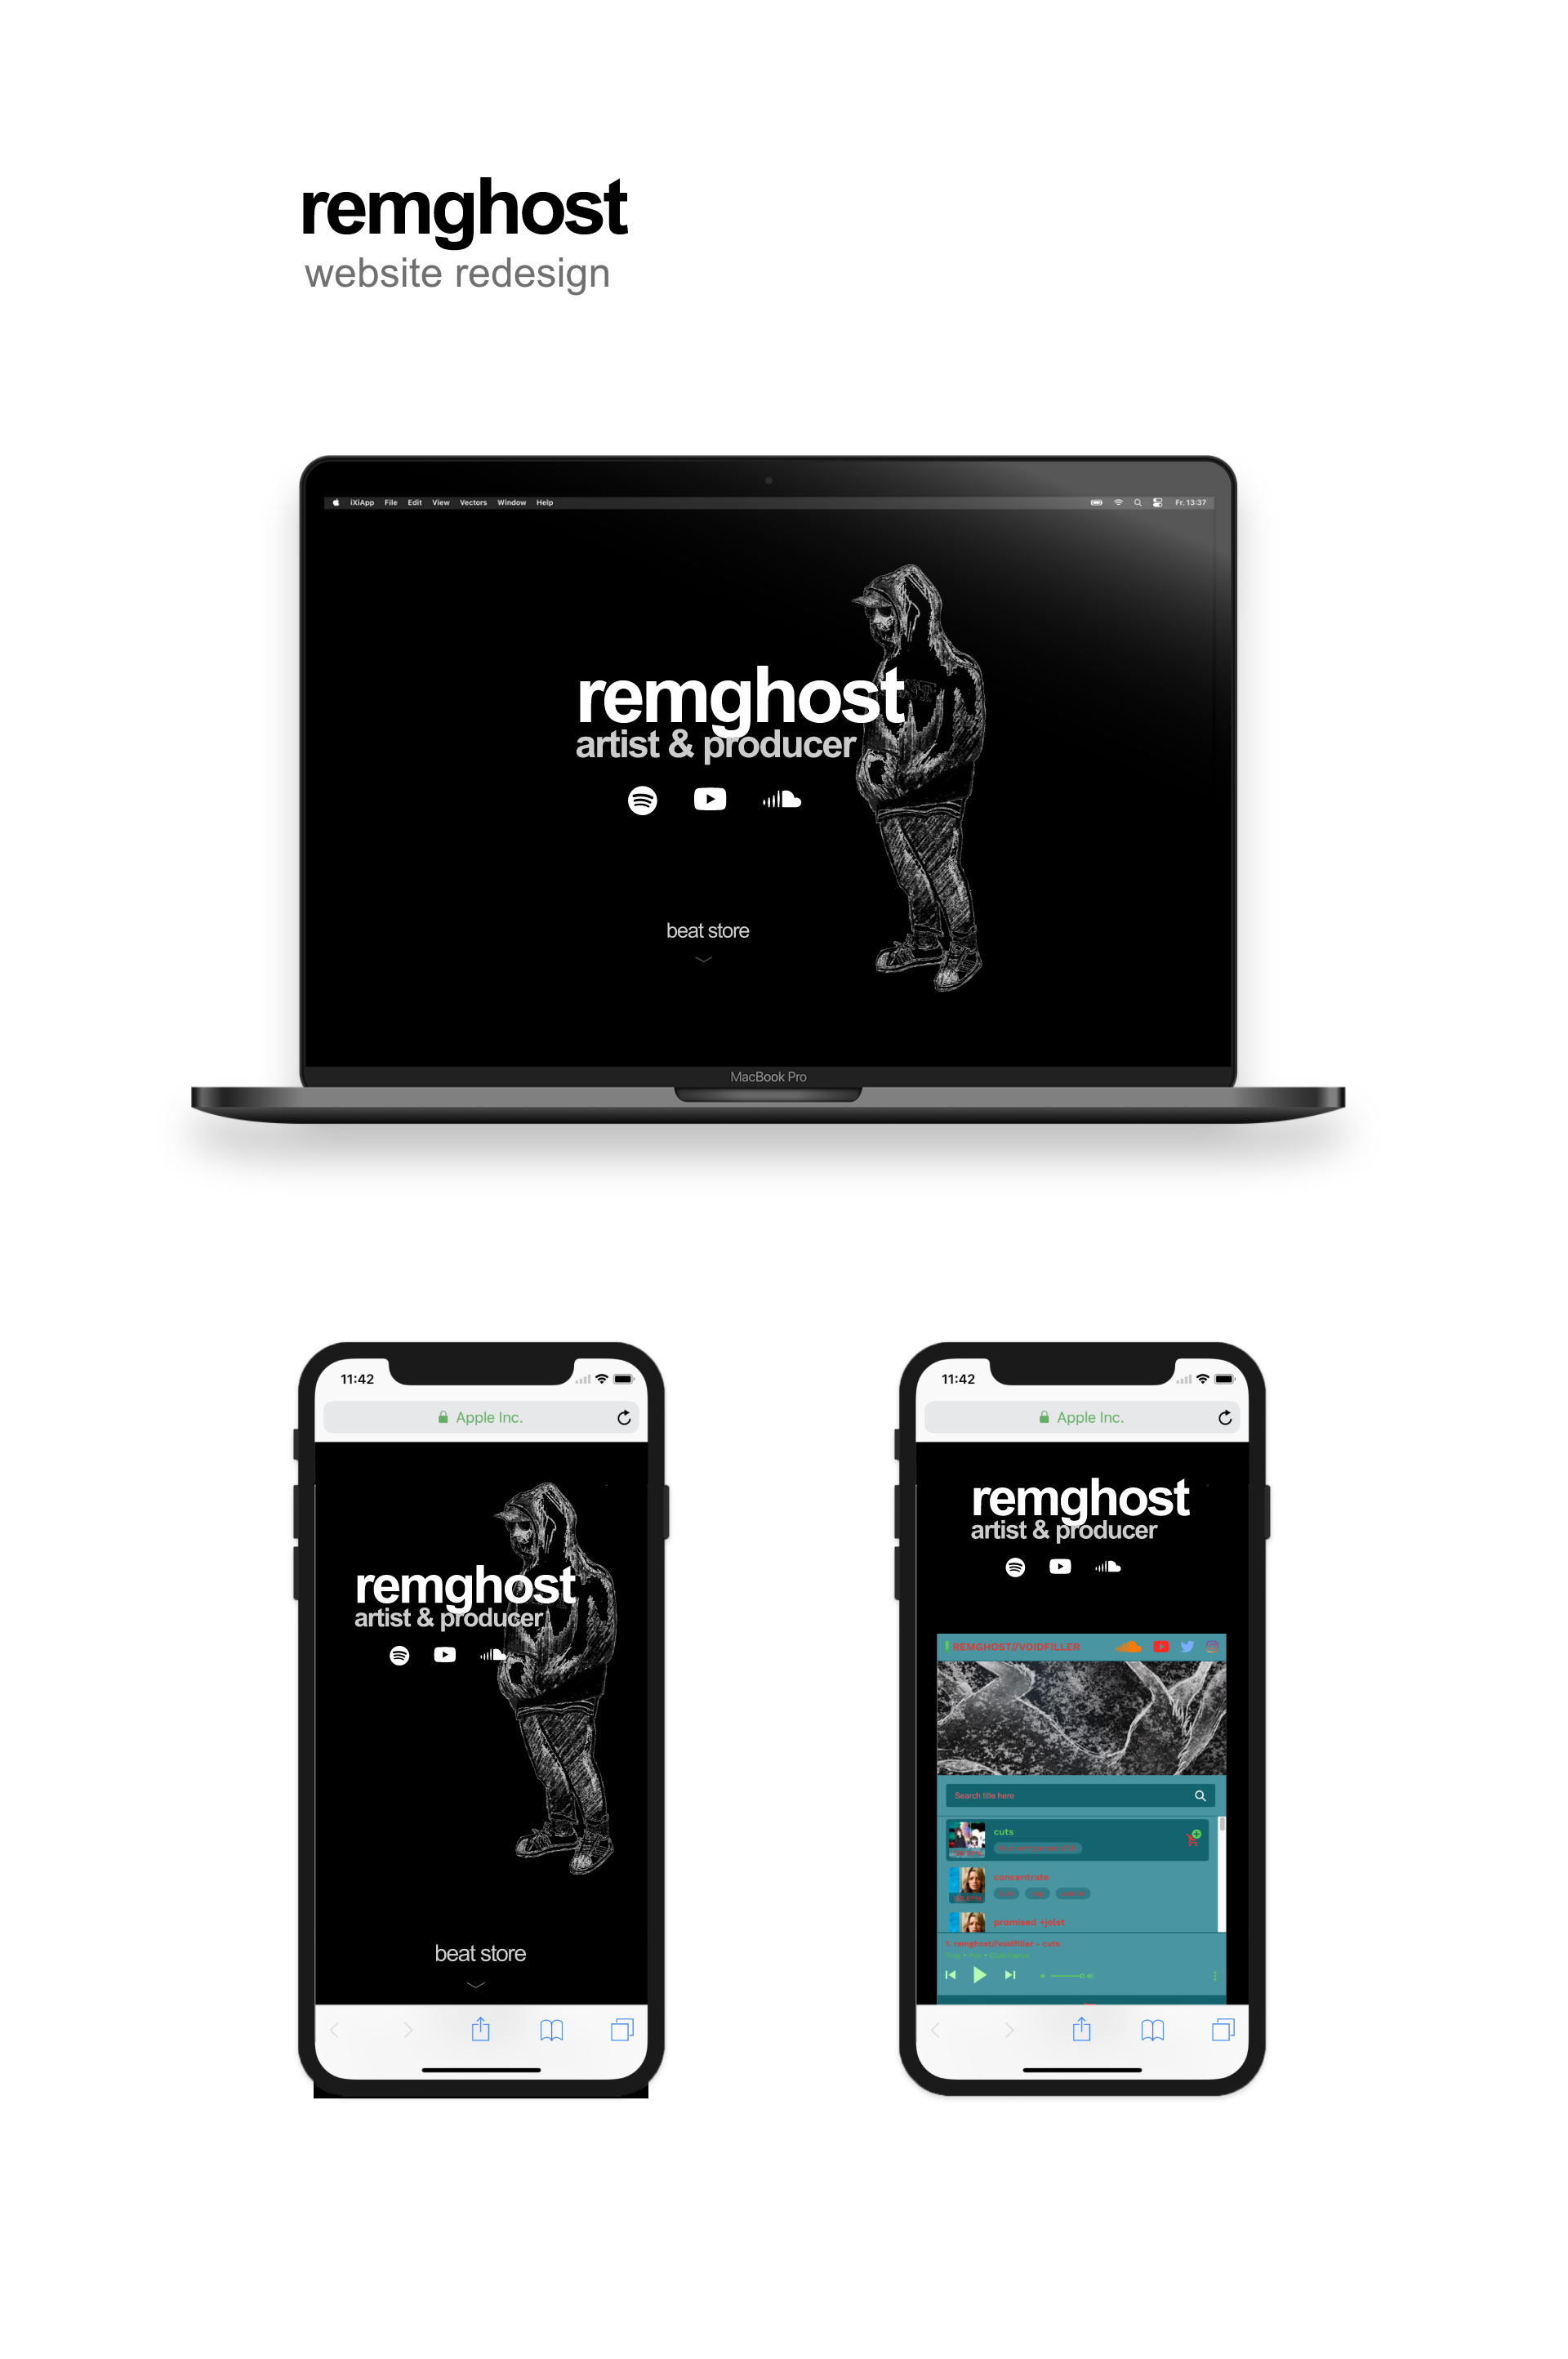 remghost
website redesign
iXiApp File Edit View Vectors Window Help
Fr. 13:37
remghost
artist & producer
beat store
MacBook Pro
11:42
Apple Inc.
remghost
artist & producer
beat store
11:42
Apple Inc.
remghost
artist & producer
REMGHOST//VOIDFILLER
Search title here
cuts
concentrate
promised +juist
1. remghost//voidfiller - cuts